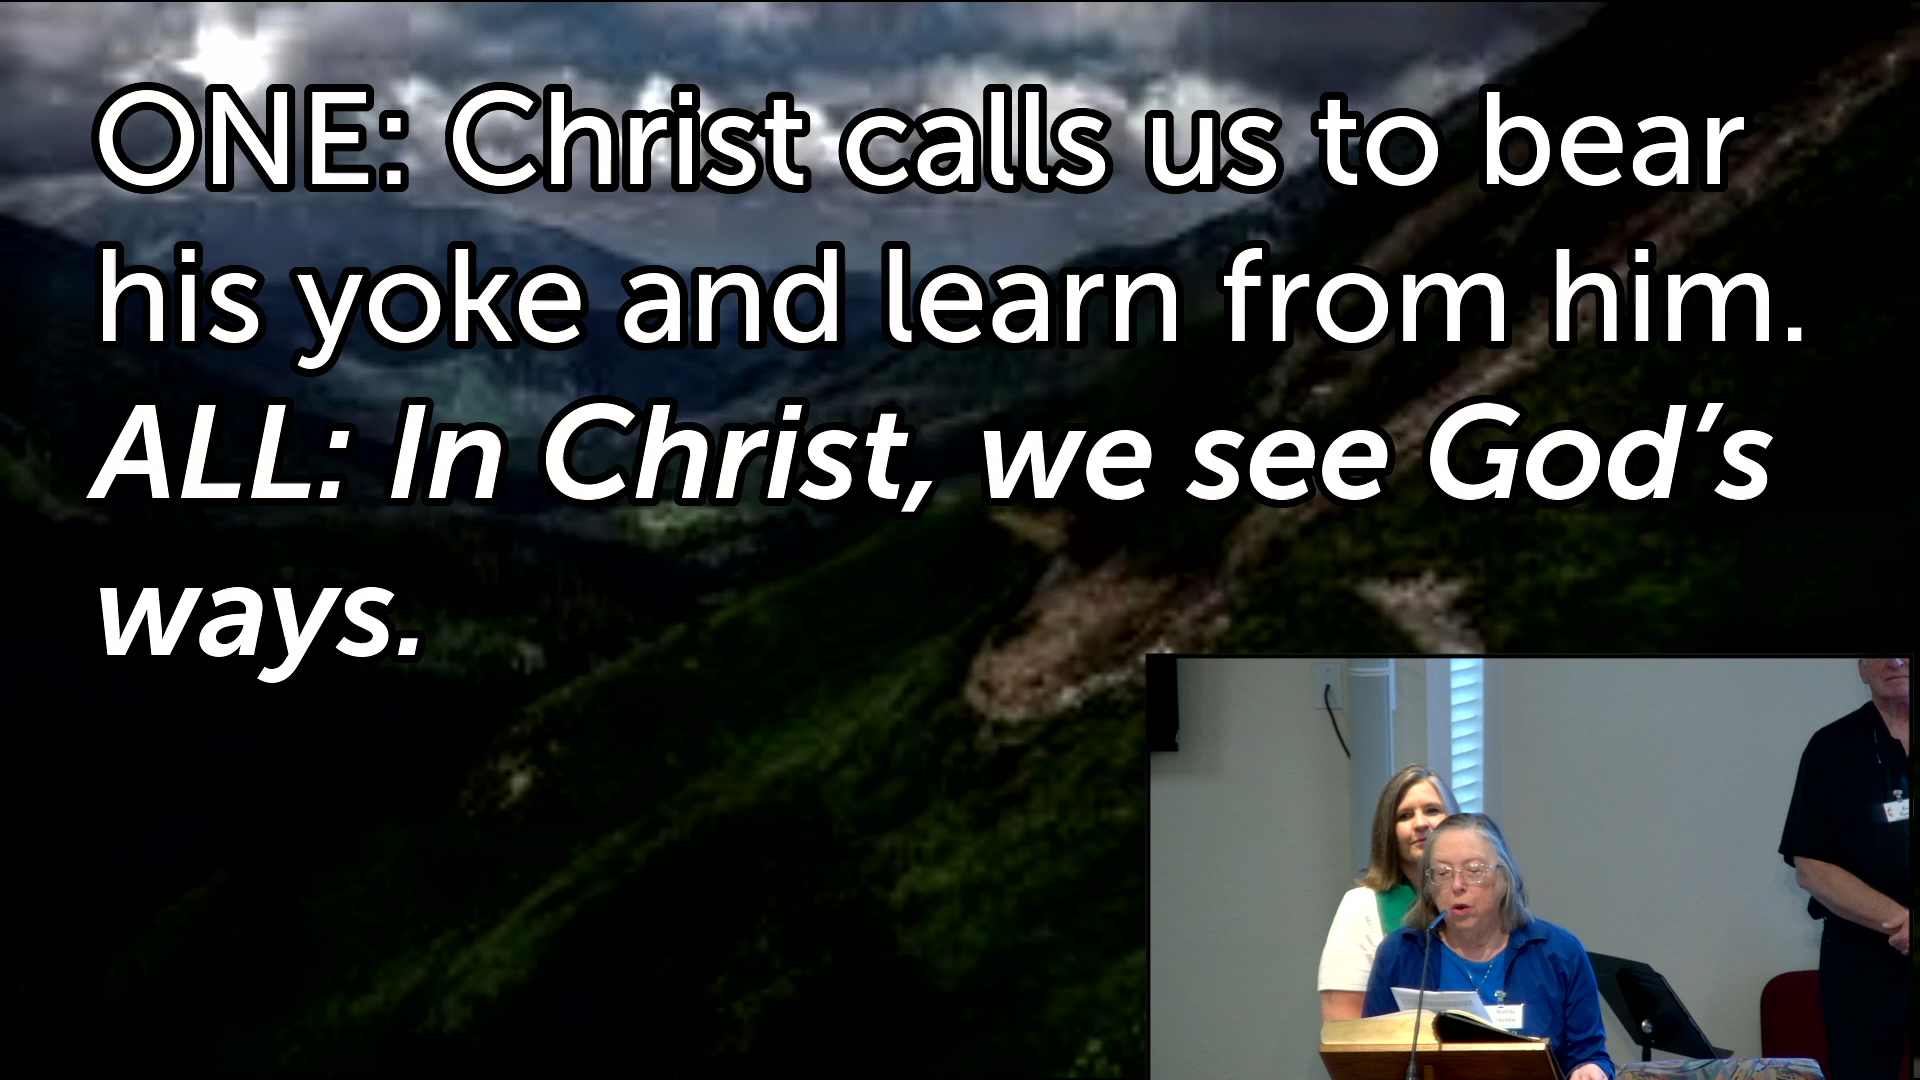 ONE: Christ calls us to bear
his yoke and learn from him.
ALL: In Christ, we see God’s
ways.